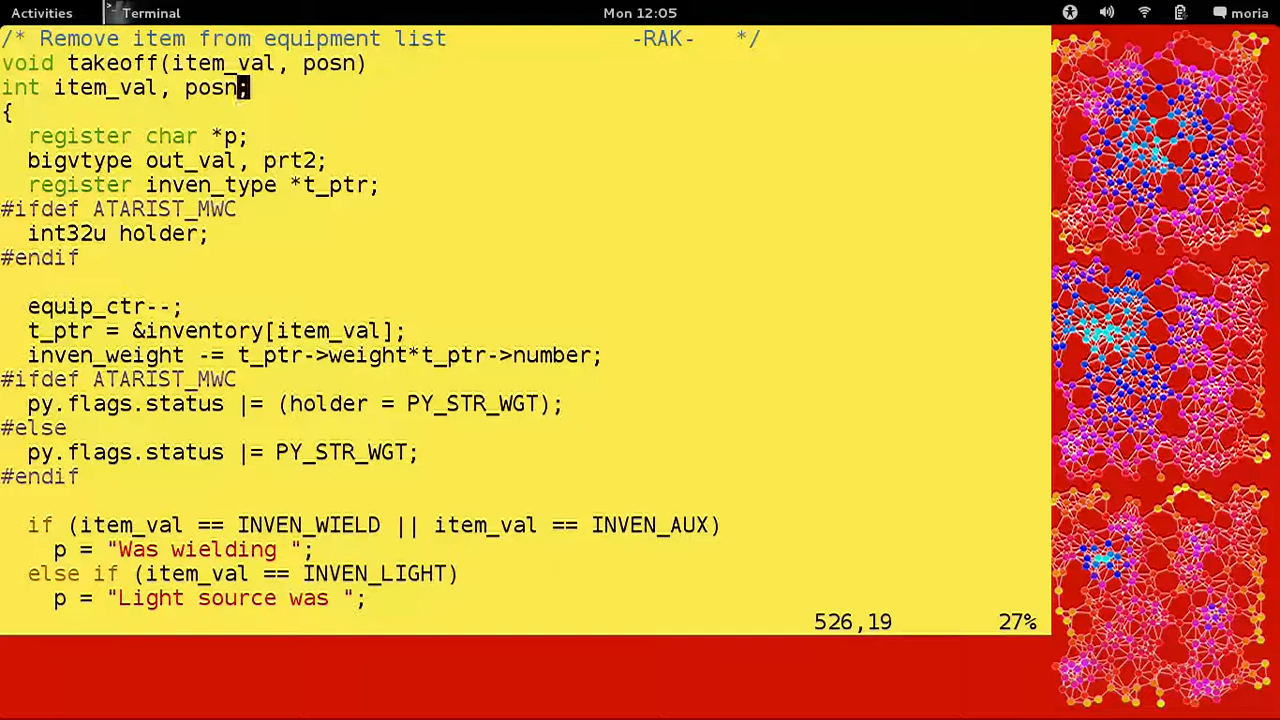 Activities Terminal Mon 12:05 moria
/* Remove item from equipment list -RAK- */
void takeoff(item_val, posn)
int item_val, posn;
{
  register char *p;
  bigvtype out_val, prt2;
  register inven_type *t_ptr;
#ifdef ATARIST_MWC
  int32u holder;
#endif
  equip_ctr--;
  t_ptr = &inventory[item_val];
  inven_weight -= t_ptr->weight*t_ptr->number;
#ifdef ATARIST_MWC
  py.flags.status |= (holder = PY_STR_WGT);
#else
  py.flags.status |= PY_STR_WGT;
#endif
  if (item_val == INVEN_WIELD || item_val == INVEN_AUX)
    p = "Was wielding ";
  else if (item_val == INVEN_LIGHT)
    p = "Light source was ";
526,19 27%